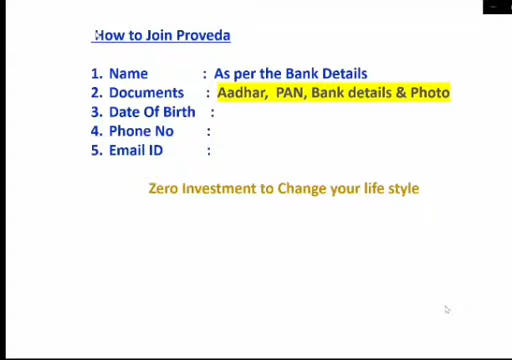 How to Join Proveda
1. Name : As per the Bank Details
2. Documents : Aadhar, PAN, Bank details & Photo
3. Date Of Birth :
4. Phone No :
5. Email ID :
Zero Investment to Change your life style